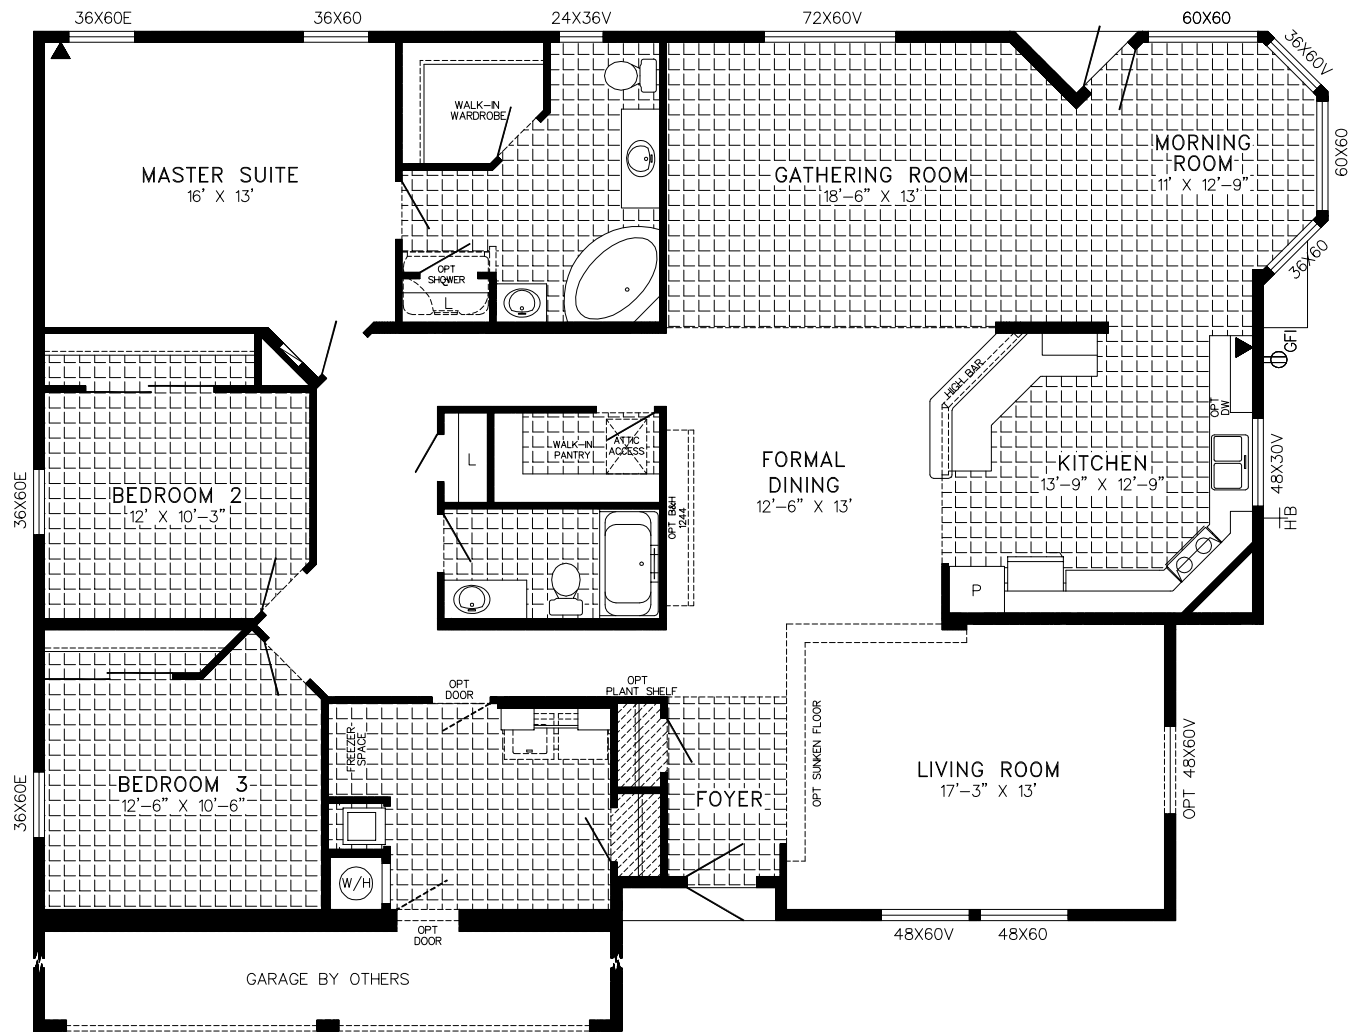 36X60E
36X60
24X36V
72X60V
60X60
36X60V
60X60
36X60
WALK-IN
WARDROBE
MASTER SUITE
16' X 13'
GATHERING ROOM
18'-6" X 13'
MORNING
ROOM
11' X 12'-9"
OPT
SHOWER
L
GFI
HIGH BAR
OPT
DW
48X30V
HB
KITCHEN
13'-9" X 12'-9"
P
FORMAL
DINING
12'-6" X 13'
L
WALK-IN
PANTRY
ATTIC
ACCESS
OPT B&H
1244
36X60E
BEDROOM 2
12' X 10'-3"
36X60E
BEDROOM 3
12'-6" X 10'-6"
OPT
DOOR
OPT
PLANT SHELF
FREEZER
SPACE
W/H
FOYER
OPT SUNKEN FLOOR
LIVING ROOM
17'-3" X 13'
OPT 48X60V
48X60V
48X60
OPT
DOOR
GARAGE BY OTHERS